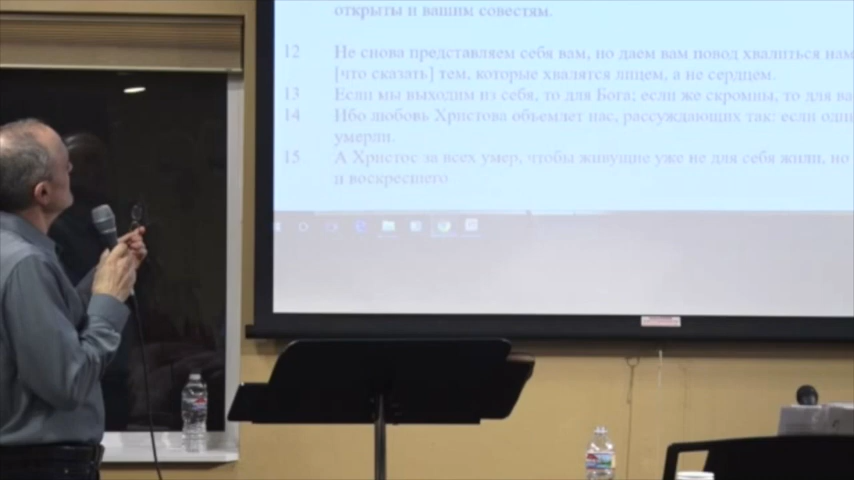 открыты и вашим совестям.
12 Не снова представляем себя вам, но даем вам повод хвалиться нам
[что сказать] тем, которые хвалятся лицем, а не сердцем.
13 Если мы выходим из себя, то для Бога; если же скромны, то для ва
14 Ибо любовь Христова объемлет нас, рассуждающих так: если оди
умерли.
15 А Христос за всех умер, чтобы живущие уже не для себя жили, но
и воскресшего.